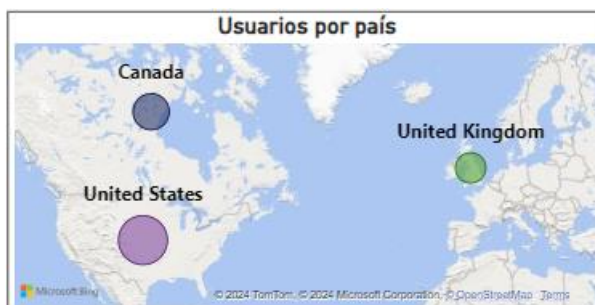 Usuarios por país
Canada
United Kingdom
United States
Microsoft Bing
© 2024 TomTom, © 2024 Microsoft Corporation, © OpenStreetMap Terms